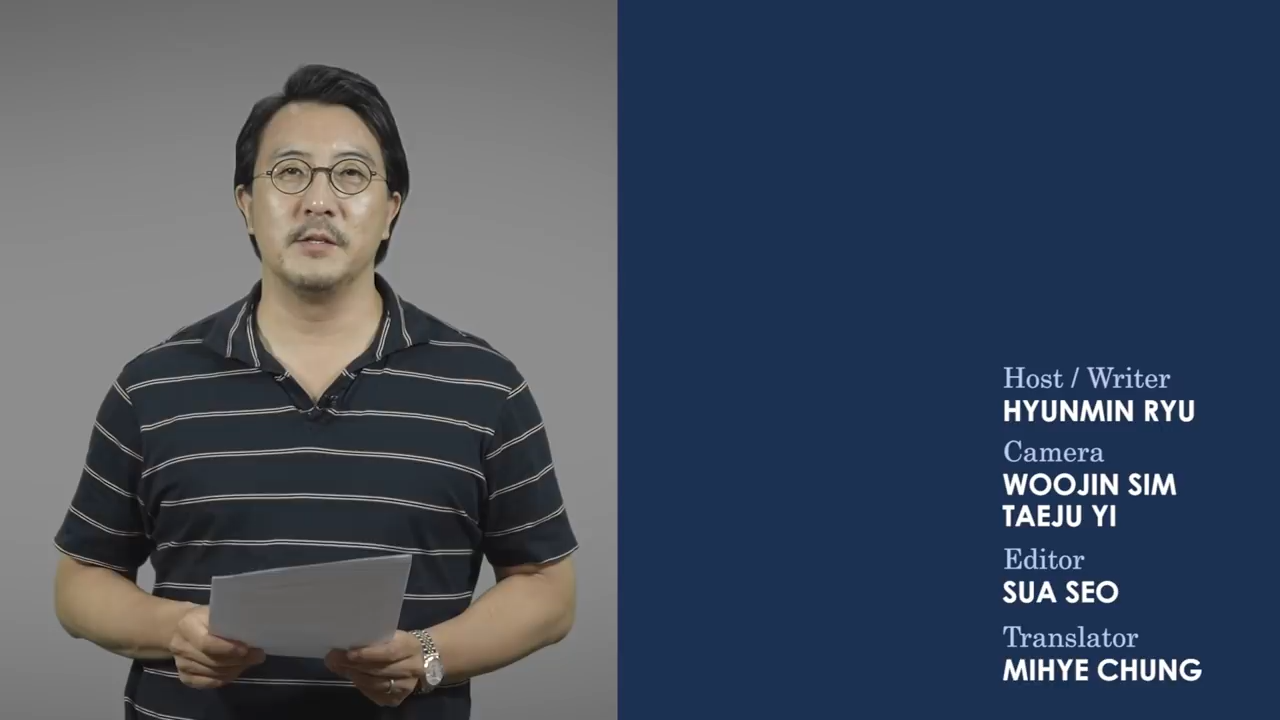 Host / Writer
HYUNMIN RYU
Camera
WOOJIN SIM
TAEJU YI
Editor
SUA SEO
Translator
MIHYE CHUNG